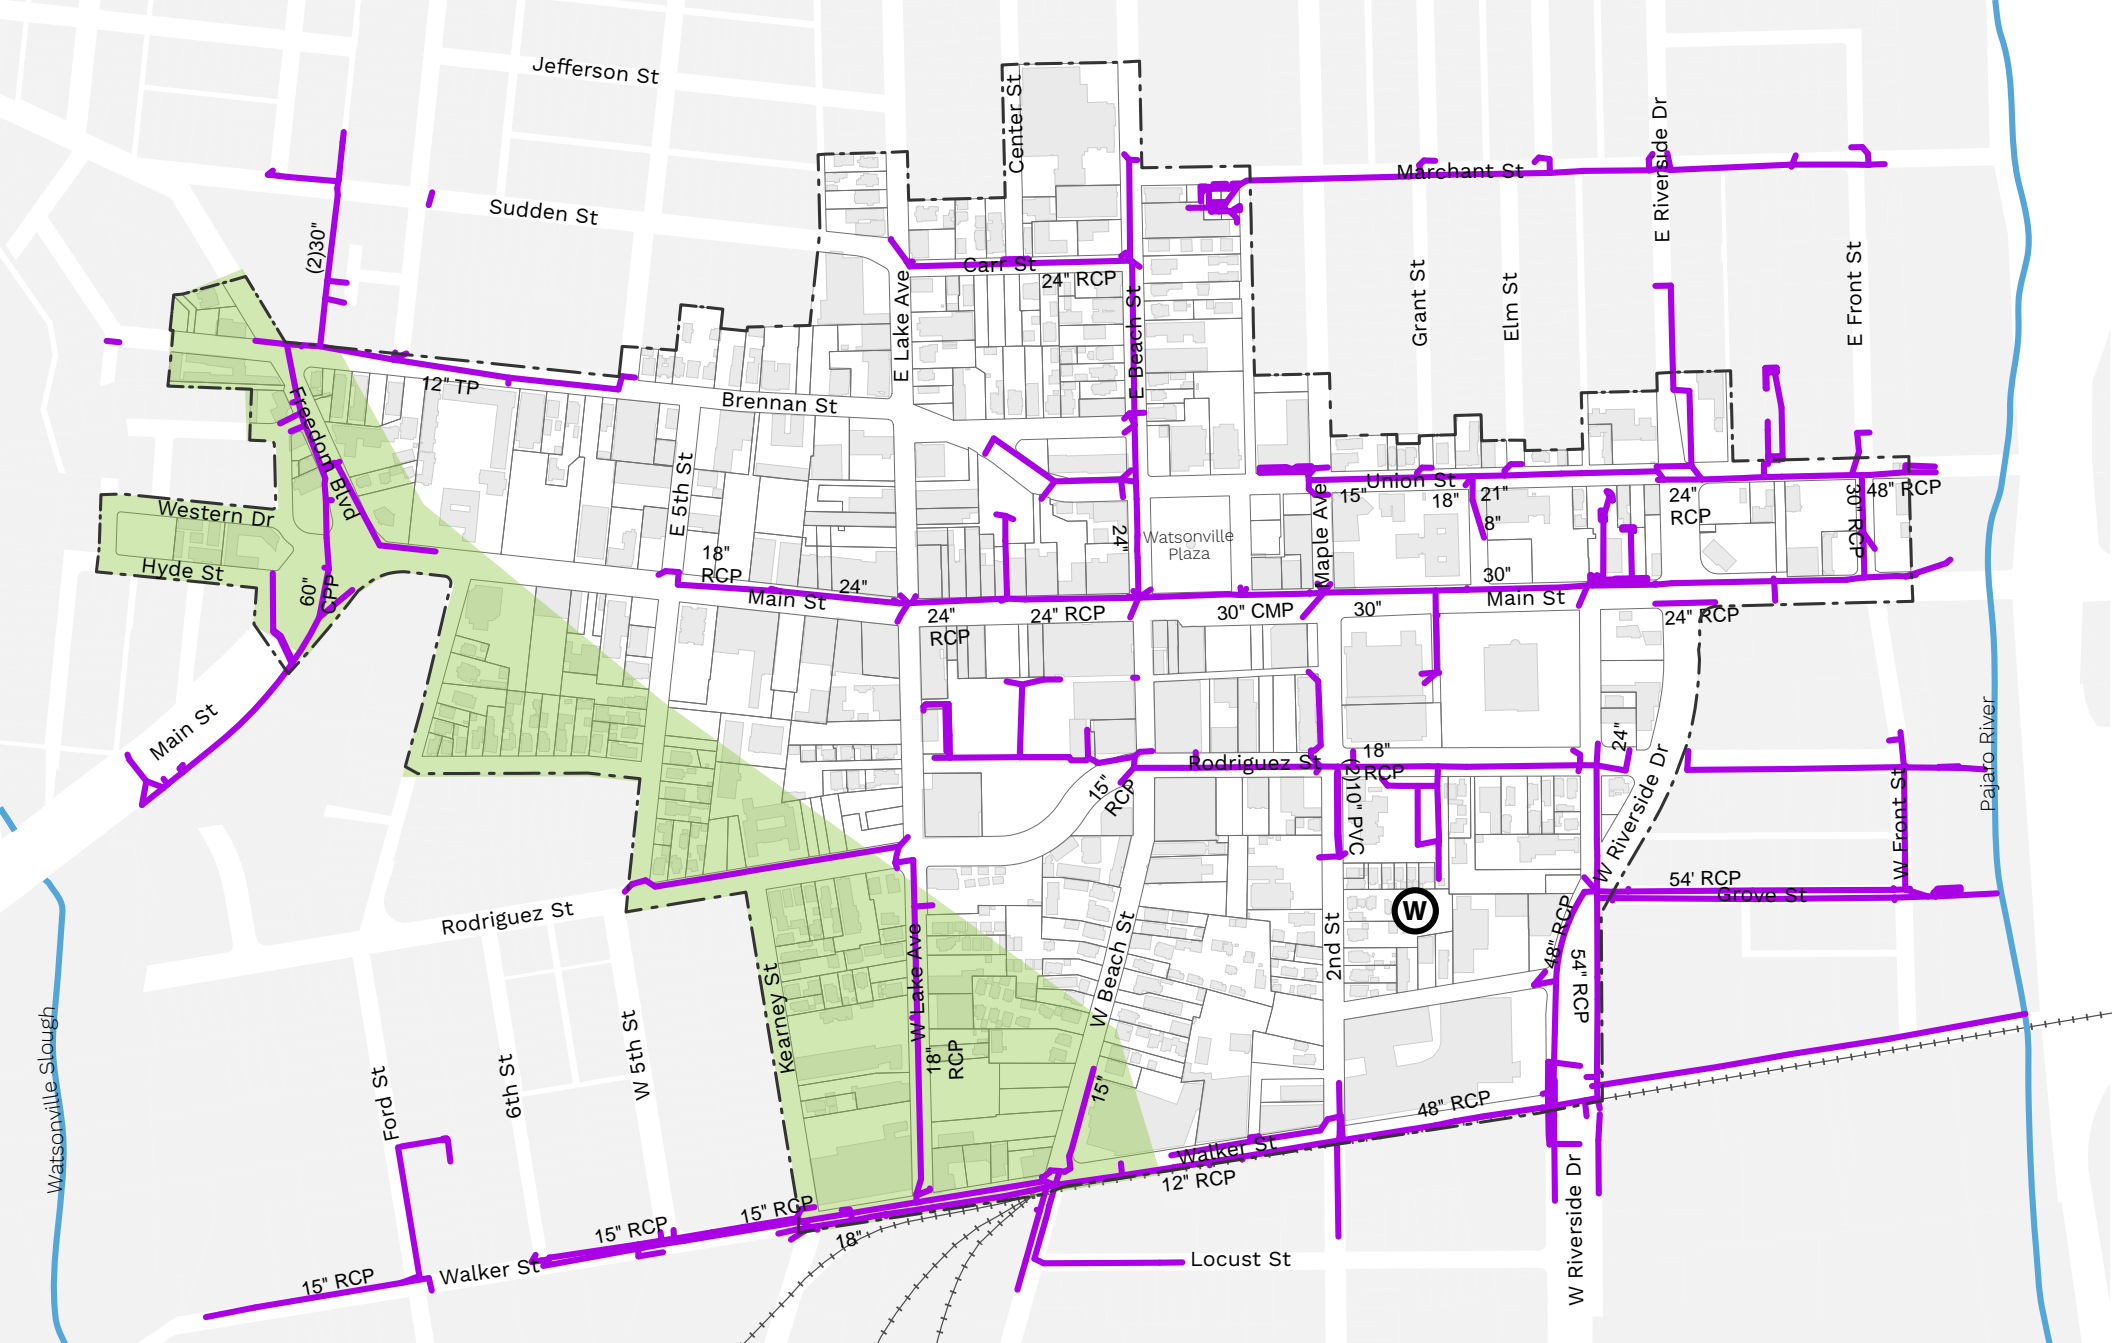 Jefferson St
Center St
E Riverside Dr
Marchant St
Sudden St
(2)30"
Carr St
24" RCP
E Lake Ave
E Beach St
Grant St
Elm St
E Front St
12" TP
Brennan St
Freedom Blvd
E 5th St
Union St
15"
18"
21"
8"
24"
RCP
48" RCP
30" RCP
Western Dr
Hyde St
60"
CPP
18"
RCP
24"
Main St
24"
Watsonville
Plaza
Maple Ave
30"
Main St
24"
RCP
24" RCP
30" CMP
30"
24" RCP
Main St
Pajaro River
Rodriguez St
18"
RCP
24"
15"
RCP
(2)10" PVC
W Riverside Dr
W Front St
54' RCP
Grove St
Rodriguez St
W
48" RCP
54" RCP
2nd St
W Beach St
W Lake Ave
Kearney St
18"
RCP
15"
Watsonville Slough
Ford St
6th St
W 5th St
48" RCP
Walker St
12" RCP
15" RCP
15" RCP
18"
15" RCP
Walker St
Locust St
W Riverside Dr